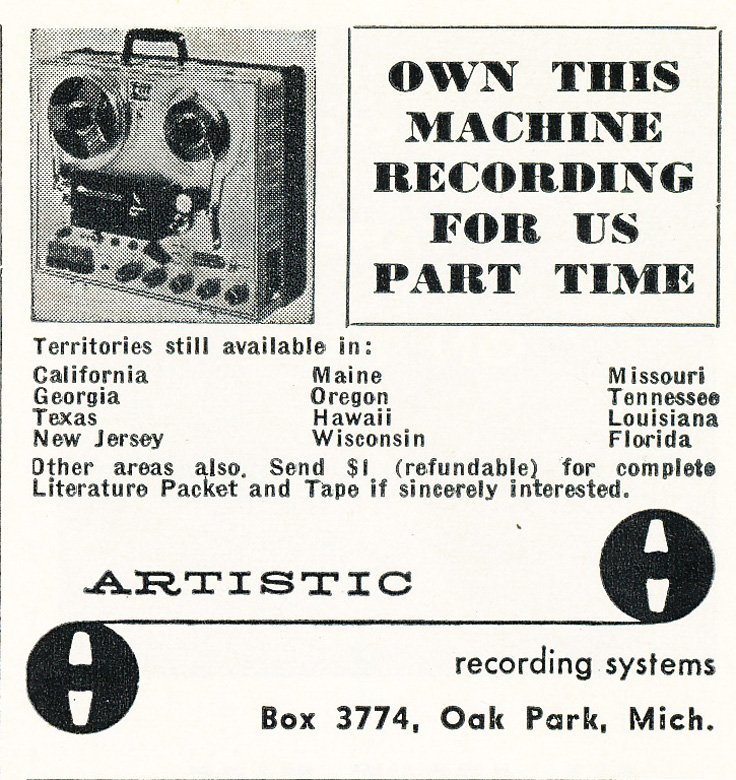 OWN THIS
MACHINE
RECORDING
FOR US
PART TIME
Territories still available in:
California Maine Missouri
Georgia Oregon Tennessee
Texas Hawaii Louisiana
New Jersey Wisconsin Florida
Other areas also. Send $1 (refundable) for complete
Literature Packet and Tape if sincerely interested.
ARTISTIC
recording systems
Box 3774, Oak Park, Mich.